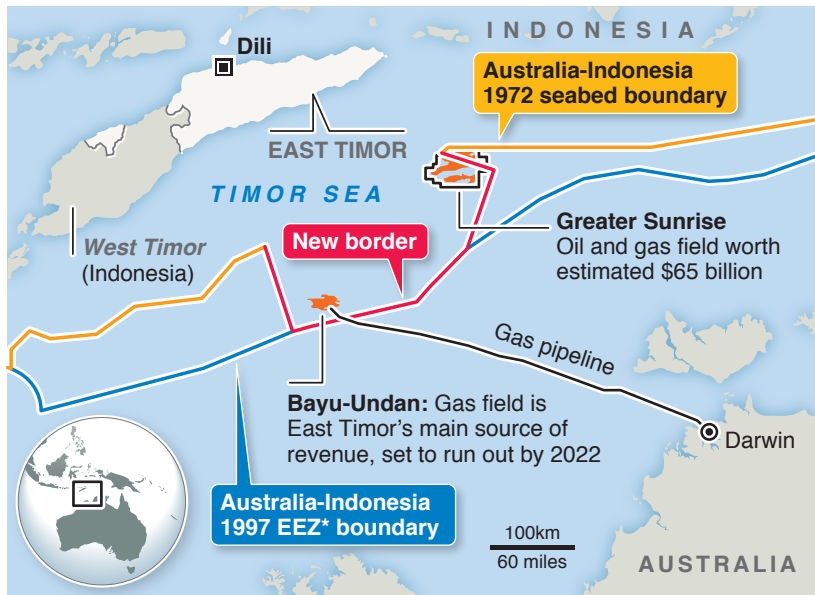 INDONESIA
Dili
Australia-Indonesia
1972 seabed boundary
EAST TIMOR
TIMOR SEA
West Timor
(Indonesia)
New border
Greater Sunrise
Oil and gas field worth
estimated $65 billion
Gas pipeline
Bayu-Undan: Gas field is
East Timor's main source of
revenue, set to run out by 2022
Darwin
Australia-Indonesia
1997 EEZ* boundary
100km
60 miles
AUSTRALIA